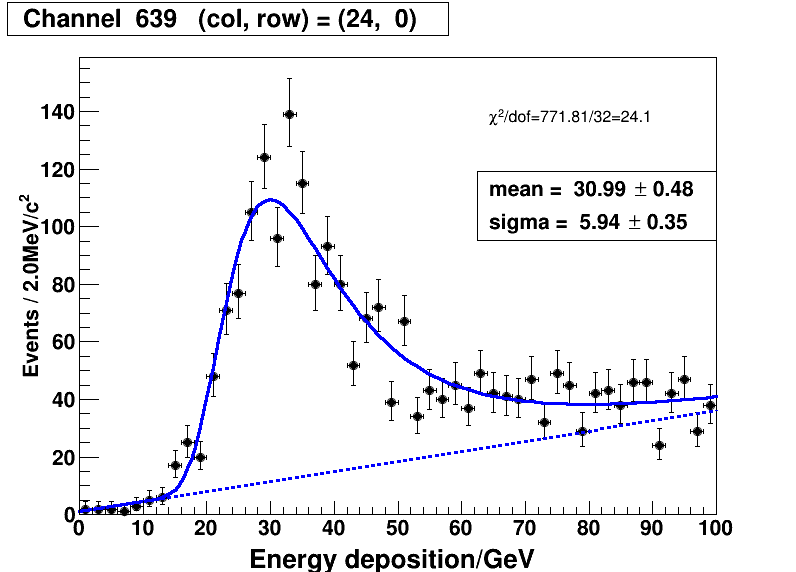 Channel 639 (col, row) = (24, 0)
χ²/dof=771.81/32=24.1
mean = 30.99 ± 0.48
sigma = 5.94 ± 0.35
Events / 2.0MeV/c²
140
120
100
80
60
40
20
0
0 10 20 30 40 50 60 70 80 90 100
Energy deposition/GeV